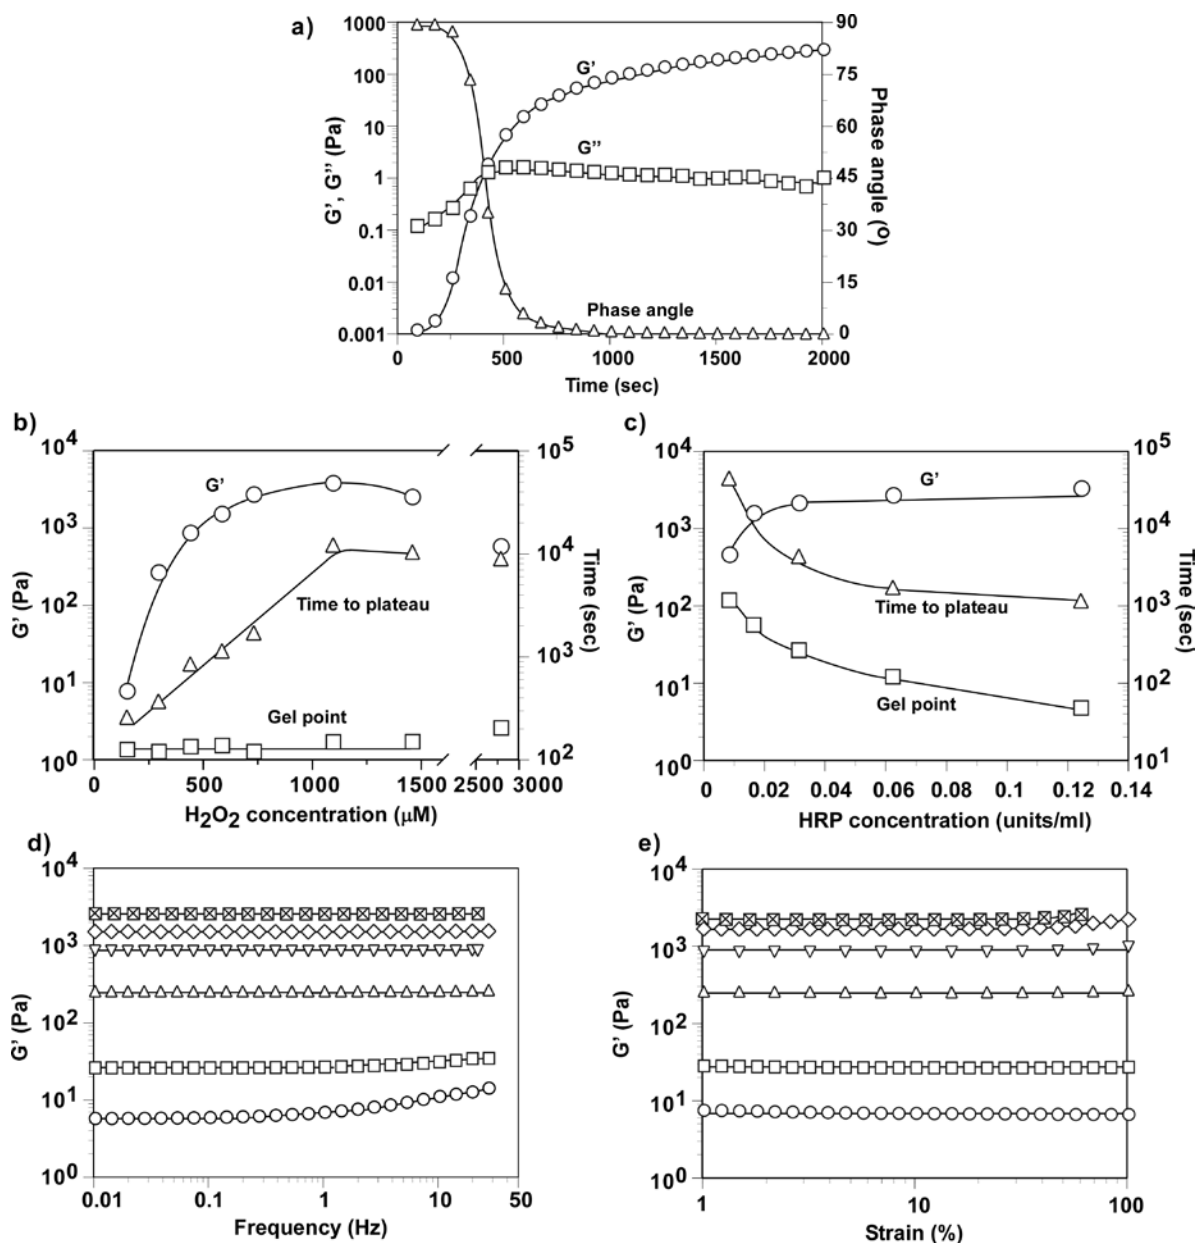 a)
1000
100
10
1
0.1
0.01
0.001
G', G'' (Pa)
90
75
60
45
30
15
0
Phase angle (º)
G'
G''
Phase angle
0 500 1000 1500 2000
Time (sec)
b)
10⁴
10³
10²
10¹
10⁰
G' (Pa)
10⁵
10⁴
10³
10²
Time (sec)
G'
Time to plateau
Gel point
0 500 1000 1500 2500 3000
H₂O₂ concentration (μM)
c)
10⁴
10³
10²
10¹
10⁰
G' (Pa)
10⁵
10⁴
10³
10²
10¹
Time (sec)
G'
Time to plateau
Gel point
0 0.02 0.04 0.06 0.08 0.10 0.12 0.14
HRP concentration (units/ml)
d)
10⁴
10³
10²
10¹
10⁰
G' (Pa)
0.01 0.1 1 10 50
Frequency (Hz)
e)
10⁴
10³
10²
10¹
10⁰
G' (Pa)
1 10 100
Strain (%)